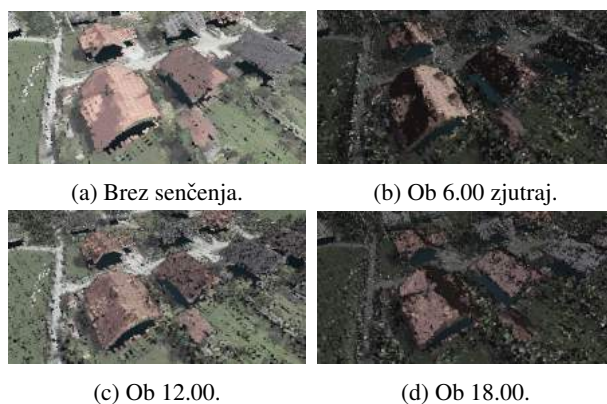 (a) Brez senčenja.
(b) Ob 6.00 zjutraj.
(c) Ob 12.00.
(d) Ob 18.00.